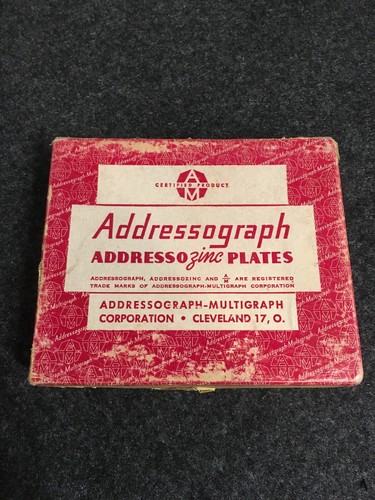 A
CERTIFIED PRODUCT
M
Addressograph
ADDRESSOzinc PLATES
ADDRESSOGRAPH, ADDRESSOZINC AND A M ARE REGISTERED
TRADE MARKS OF ADDRESSOGRAPH-MULTIGRAPH CORPORATION
ADDRESSOGRAPH-MULTIGRAPH
CORPORATION • CLEVELAND 17, O.